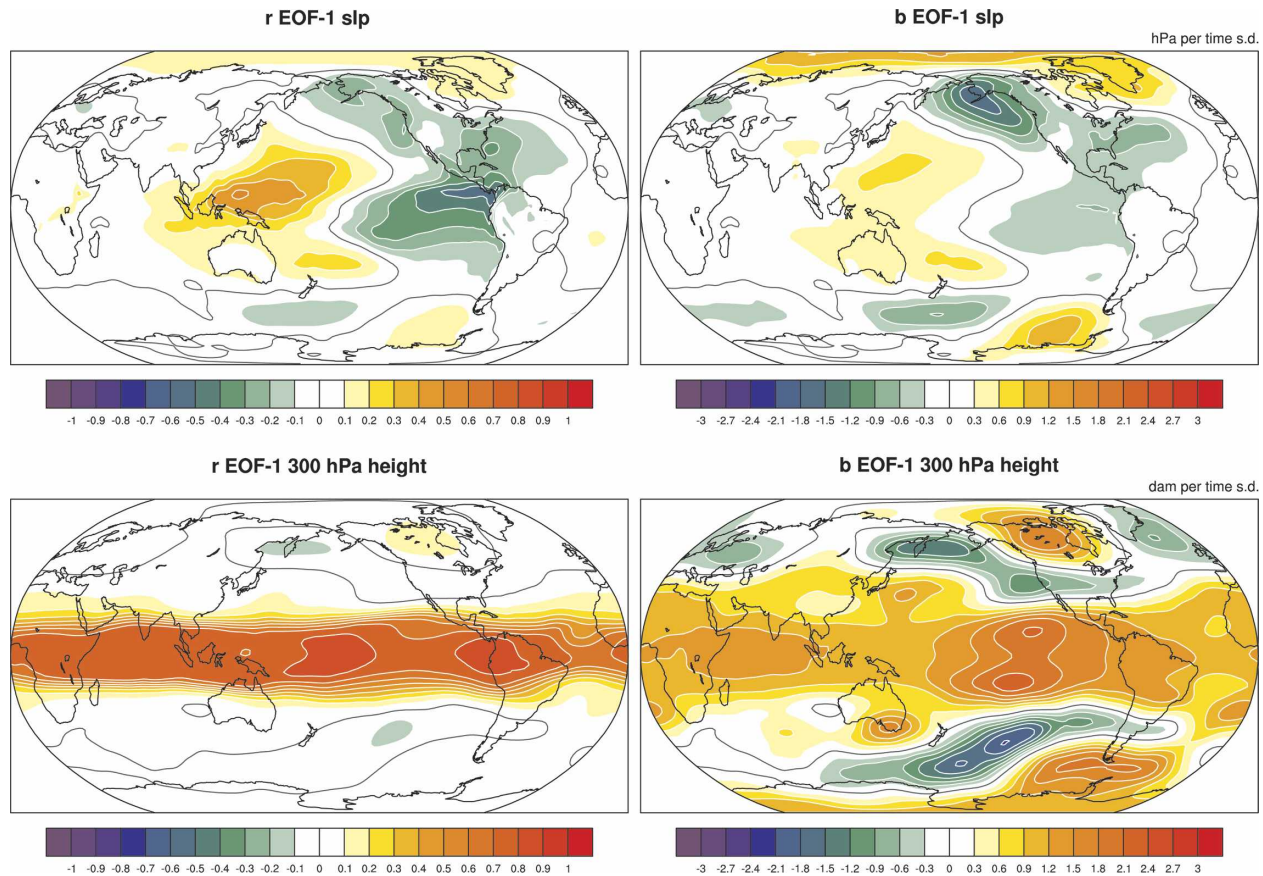 r EOF-1 slp
b EOF-1 slp
hPa per time s.d.
-1 -0.9 -0.8 -0.7 -0.6 -0.5 -0.4 -0.3 -0.2 -0.1 0 0.1 0.2 0.3 0.4 0.5 0.6 0.7 0.8 0.9 1
-3 -2.7 -2.4 -2.1 -1.8 -1.5 -1.2 -0.9 -0.6 -0.3 0 0.3 0.6 0.9 1.2 1.5 1.8 2.1 2.4 2.7 3
r EOF-1 300 hPa height
b EOF-1 300 hPa height
dam per time s.d.
-1 -0.9 -0.8 -0.7 -0.6 -0.5 -0.4 -0.3 -0.2 -0.1 0 0.1 0.2 0.3 0.4 0.5 0.6 0.7 0.8 0.9 1
-3 -2.7 -2.4 -2.1 -1.8 -1.5 -1.2 -0.9 -0.6 -0.3 0 0.3 0.6 0.9 1.2 1.5 1.8 2.1 2.4 2.7 3